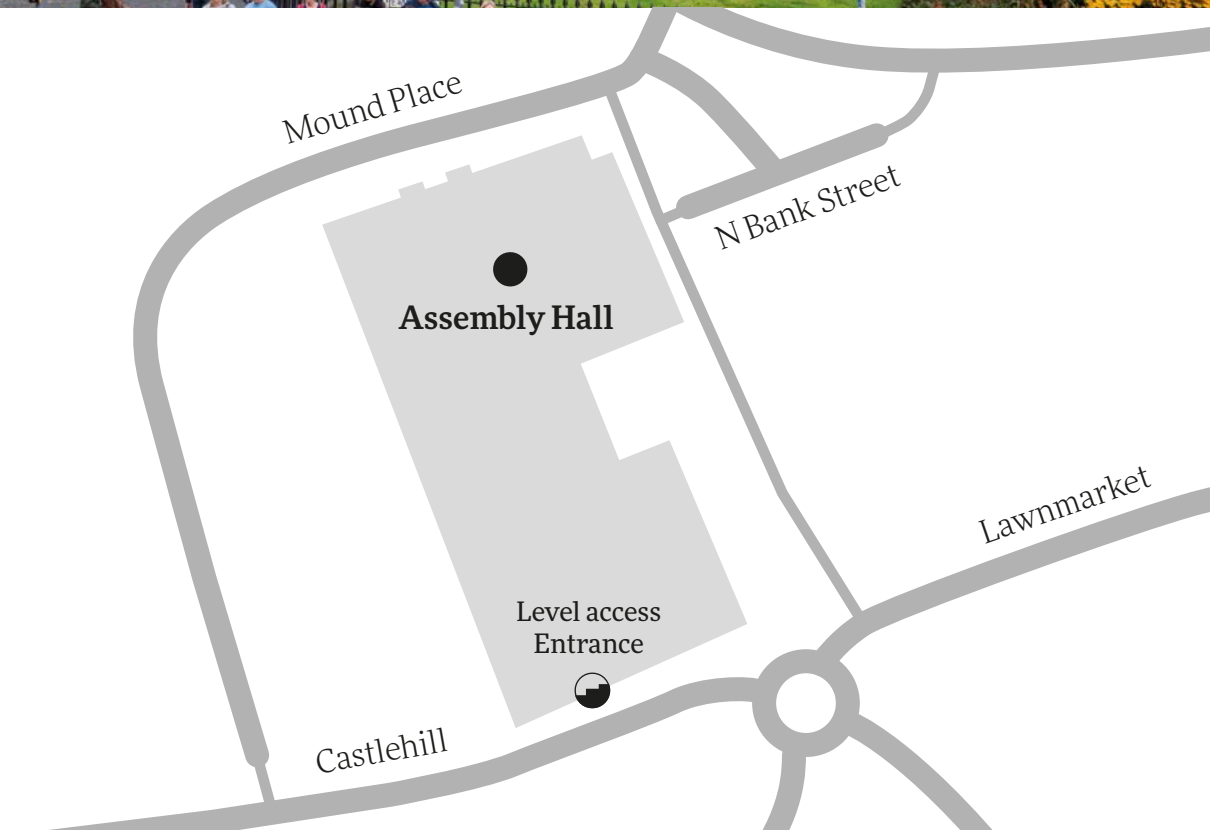 Mound Place
N Bank Street
Assembly Hall
Lawnmarket
Level access
Entrance
Castlehill